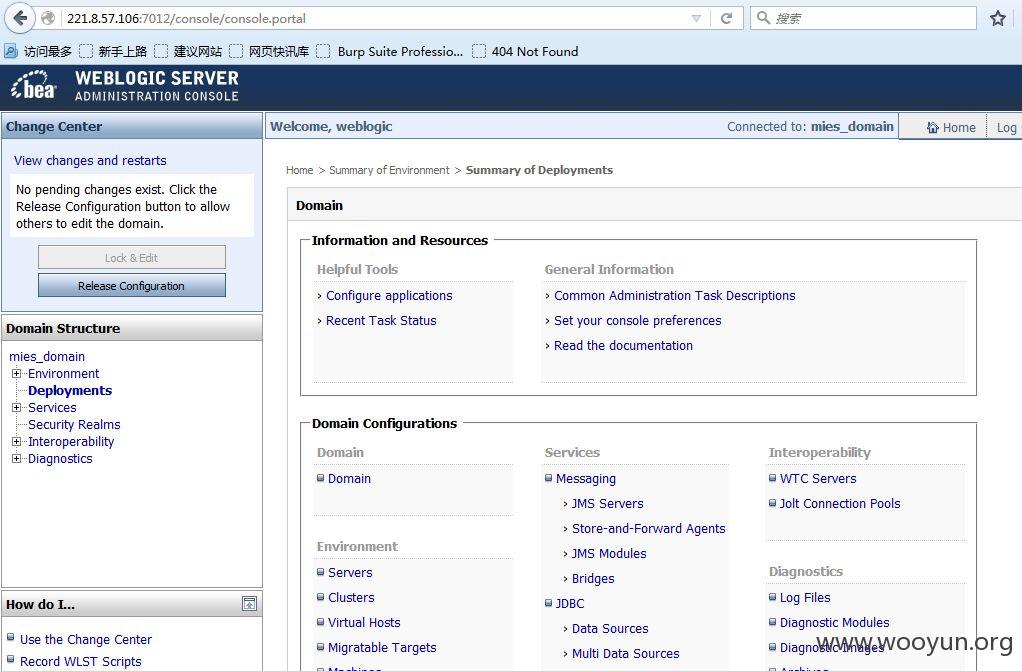 221.8.57.106:7012/console/console.portal
搜索
访问最多 新手上路 建议网站 网页快讯库 Burp Suite Professio... 404 Not Found
bea WEBLOGIC SERVER
ADMINISTRATION CONSOLE
Change Center
View changes and restarts
No pending changes exist. Click the
Release Configuration button to allow
others to edit the domain.
Lock & Edit
Release Configuration
Domain Structure
mies_domain
Environment
Deployments
Services
Security Realms
Interoperability
Diagnostics
How do I...
Use the Change Center
Record WLST Scripts
Welcome, weblogic
Connected to: mies_domain
Home
Log
Home > Summary of Environment > Summary of Deployments
Domain
Information and Resources
Helpful Tools
› Configure applications
› Recent Task Status
General Information
› Common Administration Task Descriptions
› Set your console preferences
› Read the documentation
Domain Configurations
Domain
Domain
Environment
Servers
Clusters
Virtual Hosts
Migratable Targets
Machines
Services
Messaging
› JMS Servers
› Store-and-Forward Agents
› JMS Modules
› Bridges
JDBC
› Data Sources
› Multi Data Sources
Interoperability
WTC Servers
Jolt Connection Pools
Diagnostics
Log Files
Diagnostic Modules
Diagnostic Images
Archives
www.wooyun.org